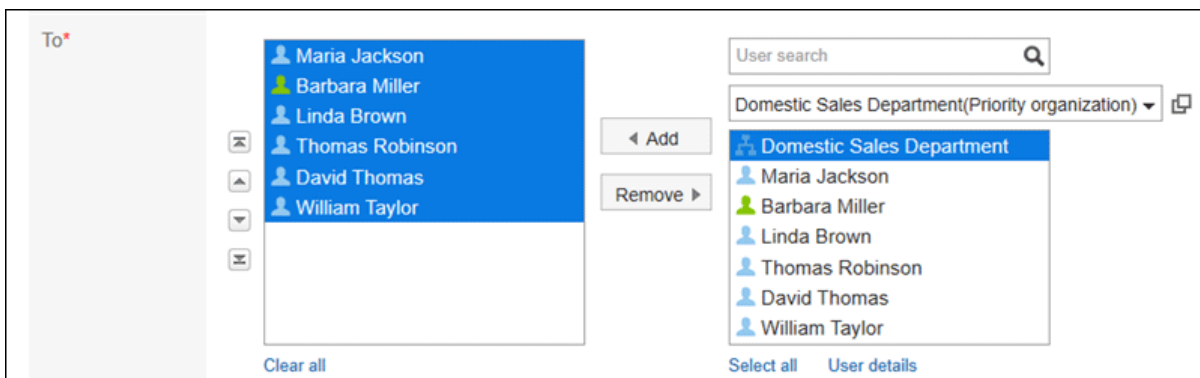 To*
Maria Jackson
Barbara Miller
Linda Brown
Thomas Robinson
David Thomas
William Taylor
Clear all
Add
Remove
User search
Domestic Sales Department(Priority organization)
Domestic Sales Department
Maria Jackson
Barbara Miller
Linda Brown
Thomas Robinson
David Thomas
William Taylor
Select all User details